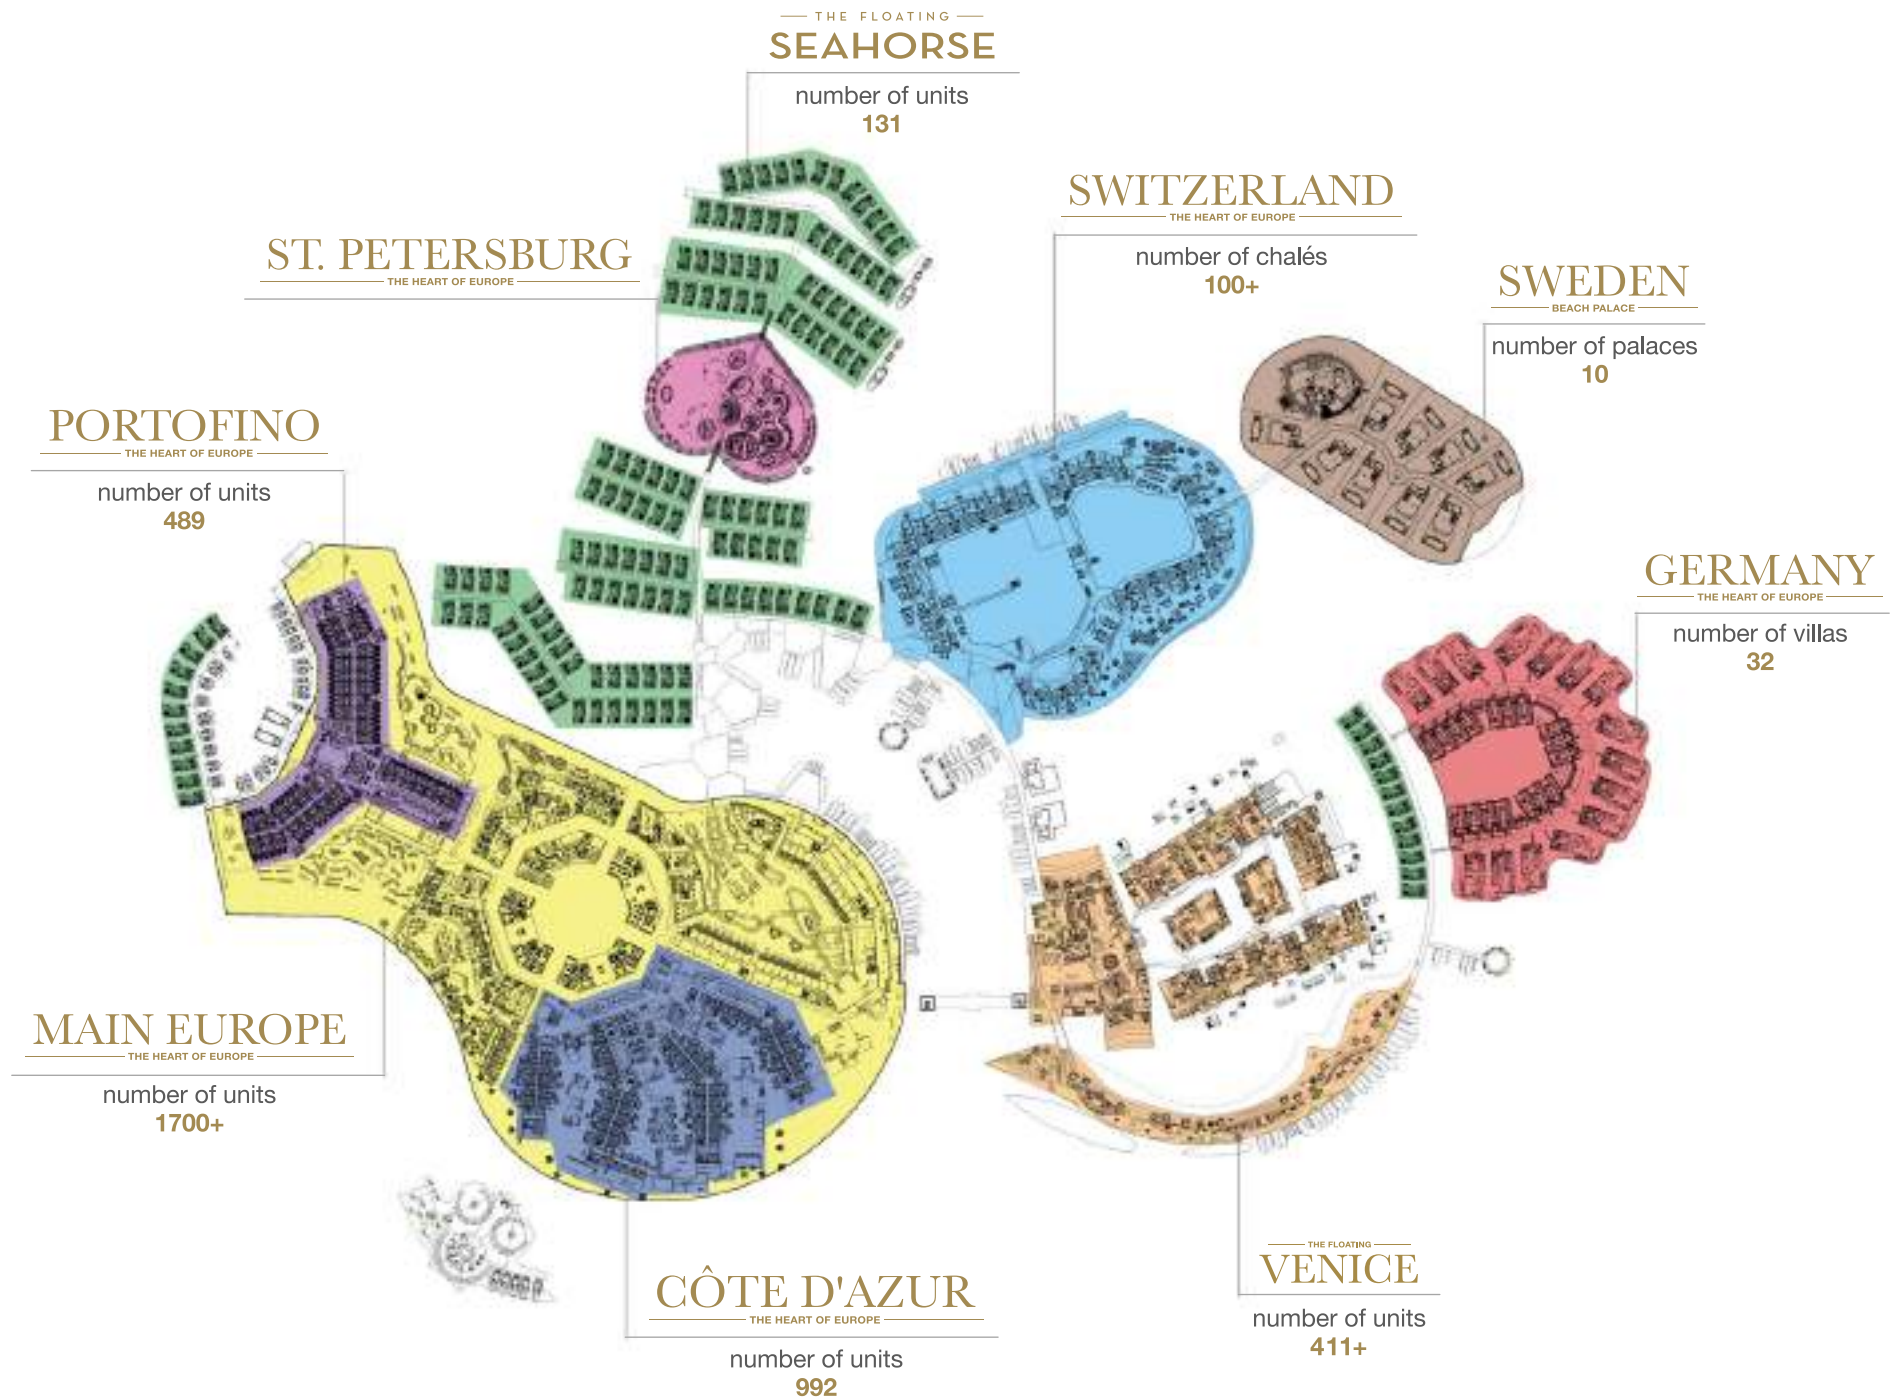 THE FLOATING
SEAHORSE
number of units
131
SWITZERLAND
THE HEART OF EUROPE
number of chalés
100+
ST. PETERSBURG
THE HEART OF EUROPE
SWEDEN
BEACH PALACE
number of palaces
10
PORTOFINO
THE HEART OF EUROPE
number of units
489
GERMANY
THE HEART OF EUROPE
number of villas
32
MAIN EUROPE
THE HEART OF EUROPE
number of units
1700+
THE FLOATING
VENICE
number of units
411+
CÔTE D'AZUR
THE HEART OF EUROPE
number of units
992